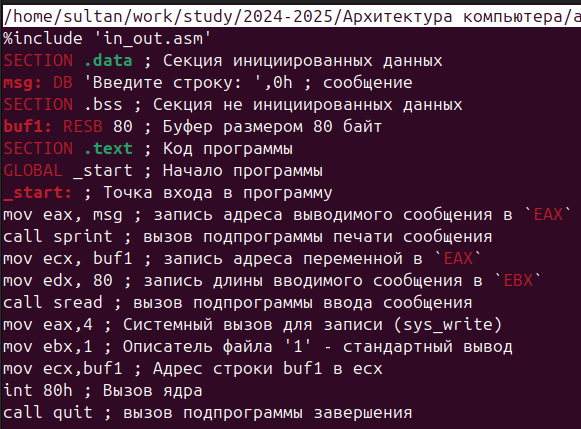 /home/sultan/work/study/2024-2025/Архитектура компьютера/a
%include 'in_out.asm'
SECTION .data ; Секция инициированных данных
msg: DB 'Введите строку: ',0h ; сообщение
SECTION .bss ; Секция не инициированных данных
buf1: RESB 80 ; Буфер размером 80 байт
SECTION .text ; Код программы
GLOBAL _start ; Начало программы
_start: ; Точка входа в программу
mov eax, msg ; запись адреса выводимого сообщения в `EAX`
call sprint ; вызов подпрограммы печати сообщения
mov ecx, buf1 ; запись адреса переменной в `EAX`
mov edx, 80 ; запись длины вводимого сообщения в `EBX`
call sread ; вызов подпрограммы ввода сообщения
mov eax,4 ; Системный вызов для записи (sys_write)
mov ebx,1 ; Описатель файла '1' - стандартный вывод
mov ecx,buf1 ; Адрес строки buf1 в ecx
int 80h ; Вызов ядра
call quit ; вызов подпрограммы завершения